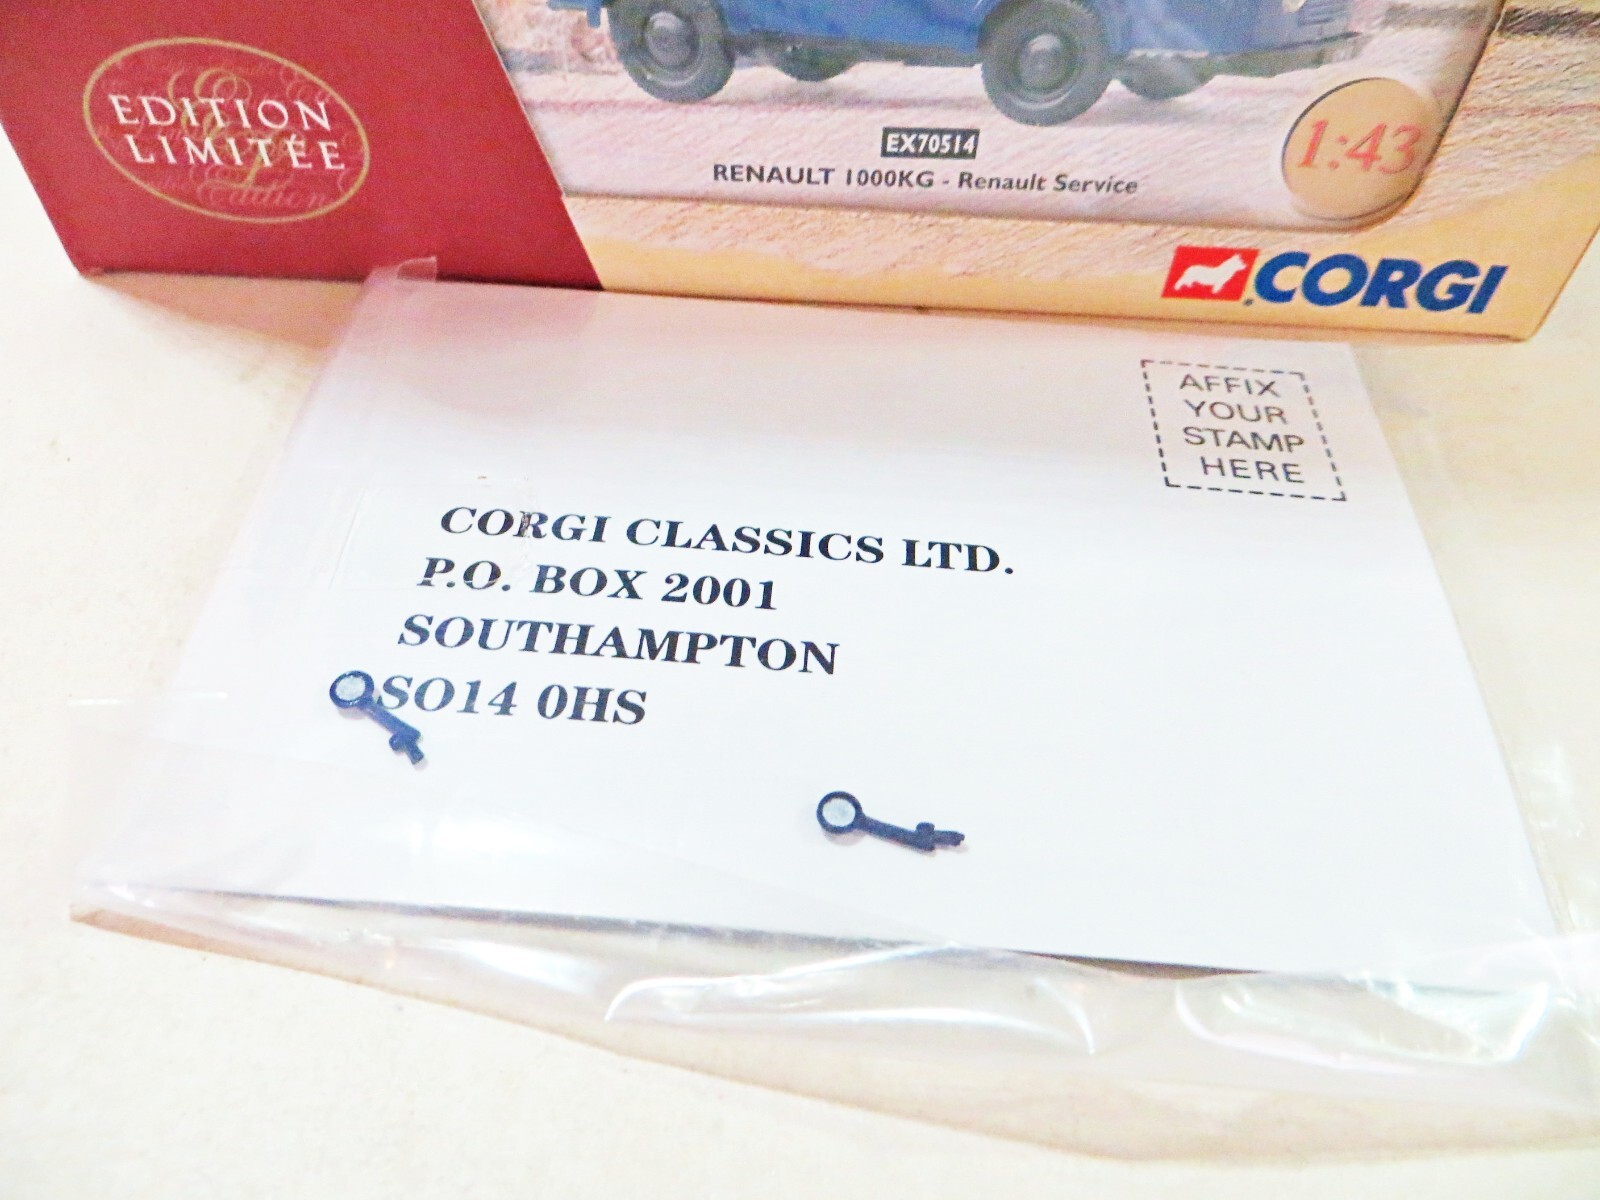 EDITION
LIMITÉE
EX70514
RENAULT 1000KG - Renault Service
1:43
CORGI
AFFIX
YOUR
STAMP
HERE
CORGI CLASSICS LTD.
P.O. BOX 2001
SOUTHAMPTON
SO14 0HS